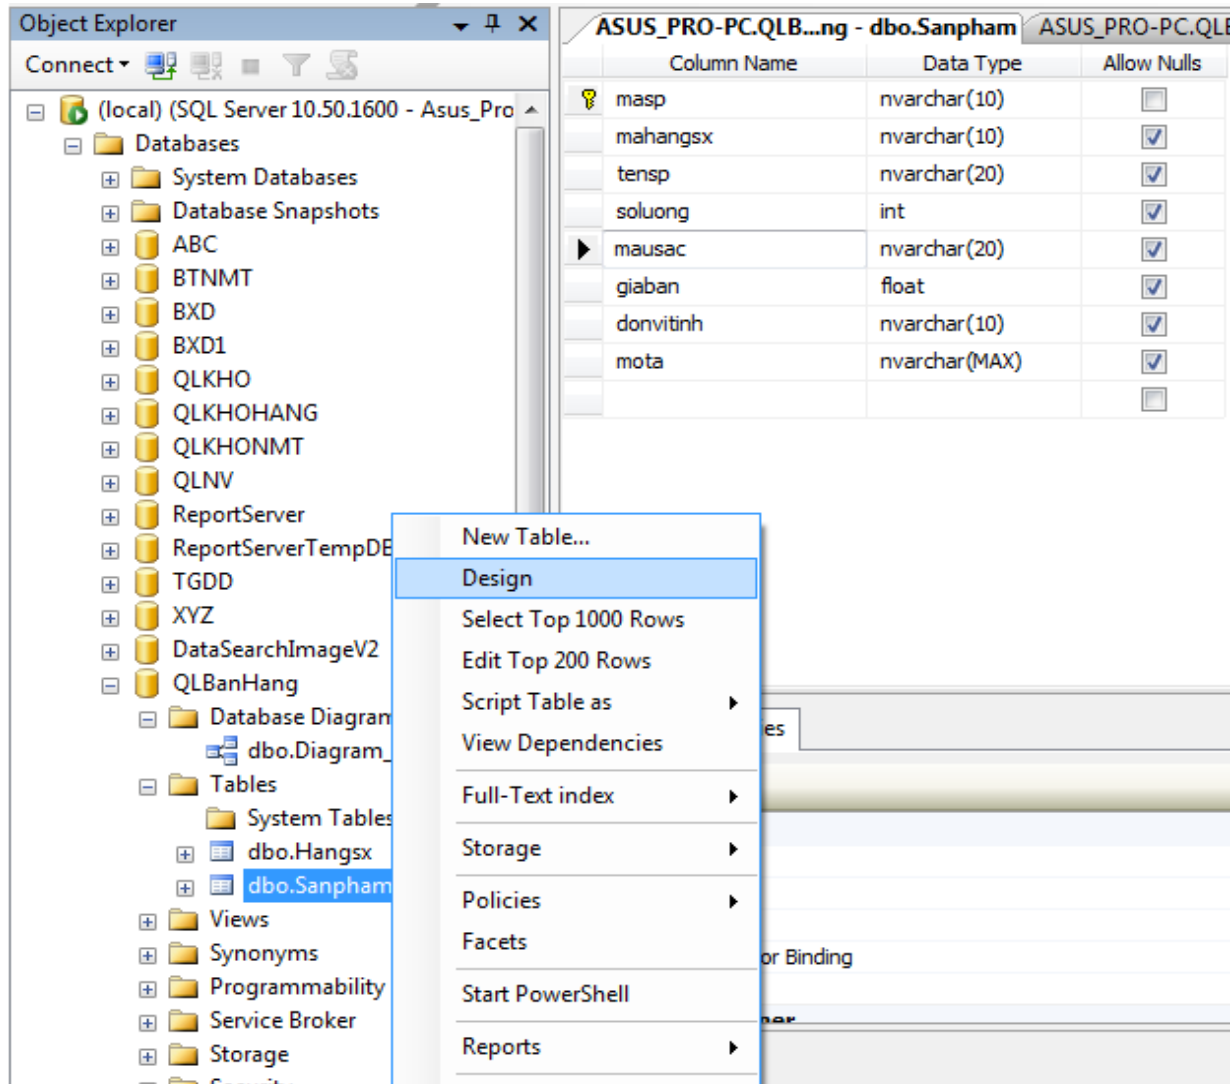 Object Explorer
Connect
(local) (SQL Server 10.50.1600 - Asus_Pro
Databases
System Databases
Database Snapshots
ABC
BTNMT
BXD
BXD1
QLKHO
QLKHOHANG
QLKHONMT
QLNV
ReportServer
ReportServerTempDB
TGDD
XYZ
DataSearchImageV2
QLBanHang
Database Diagram
dbo.Diagram_
Tables
System Tables
dbo.Hangsx
dbo.Sanpham
Views
Synonyms
Programmability
Service Broker
Storage
Security
ASUS_PRO-PC.QLB...ng - dbo.Sanpham
ASUS_PRO-PC.QLB
Column Name Data Type Allow Nulls
masp nvarchar(10)
mahangsx nvarchar(10)
tensp nvarchar(20)
soluong int
mausac nvarchar(20)
giaban float
donvitinh nvarchar(10)
mota nvarchar(MAX)
New Table...
Design
Select Top 1000 Rows
Edit Top 200 Rows
Script Table as
View Dependencies
Full-Text index
Storage
Policies
Facets
Start PowerShell
Reports
ies
or Binding